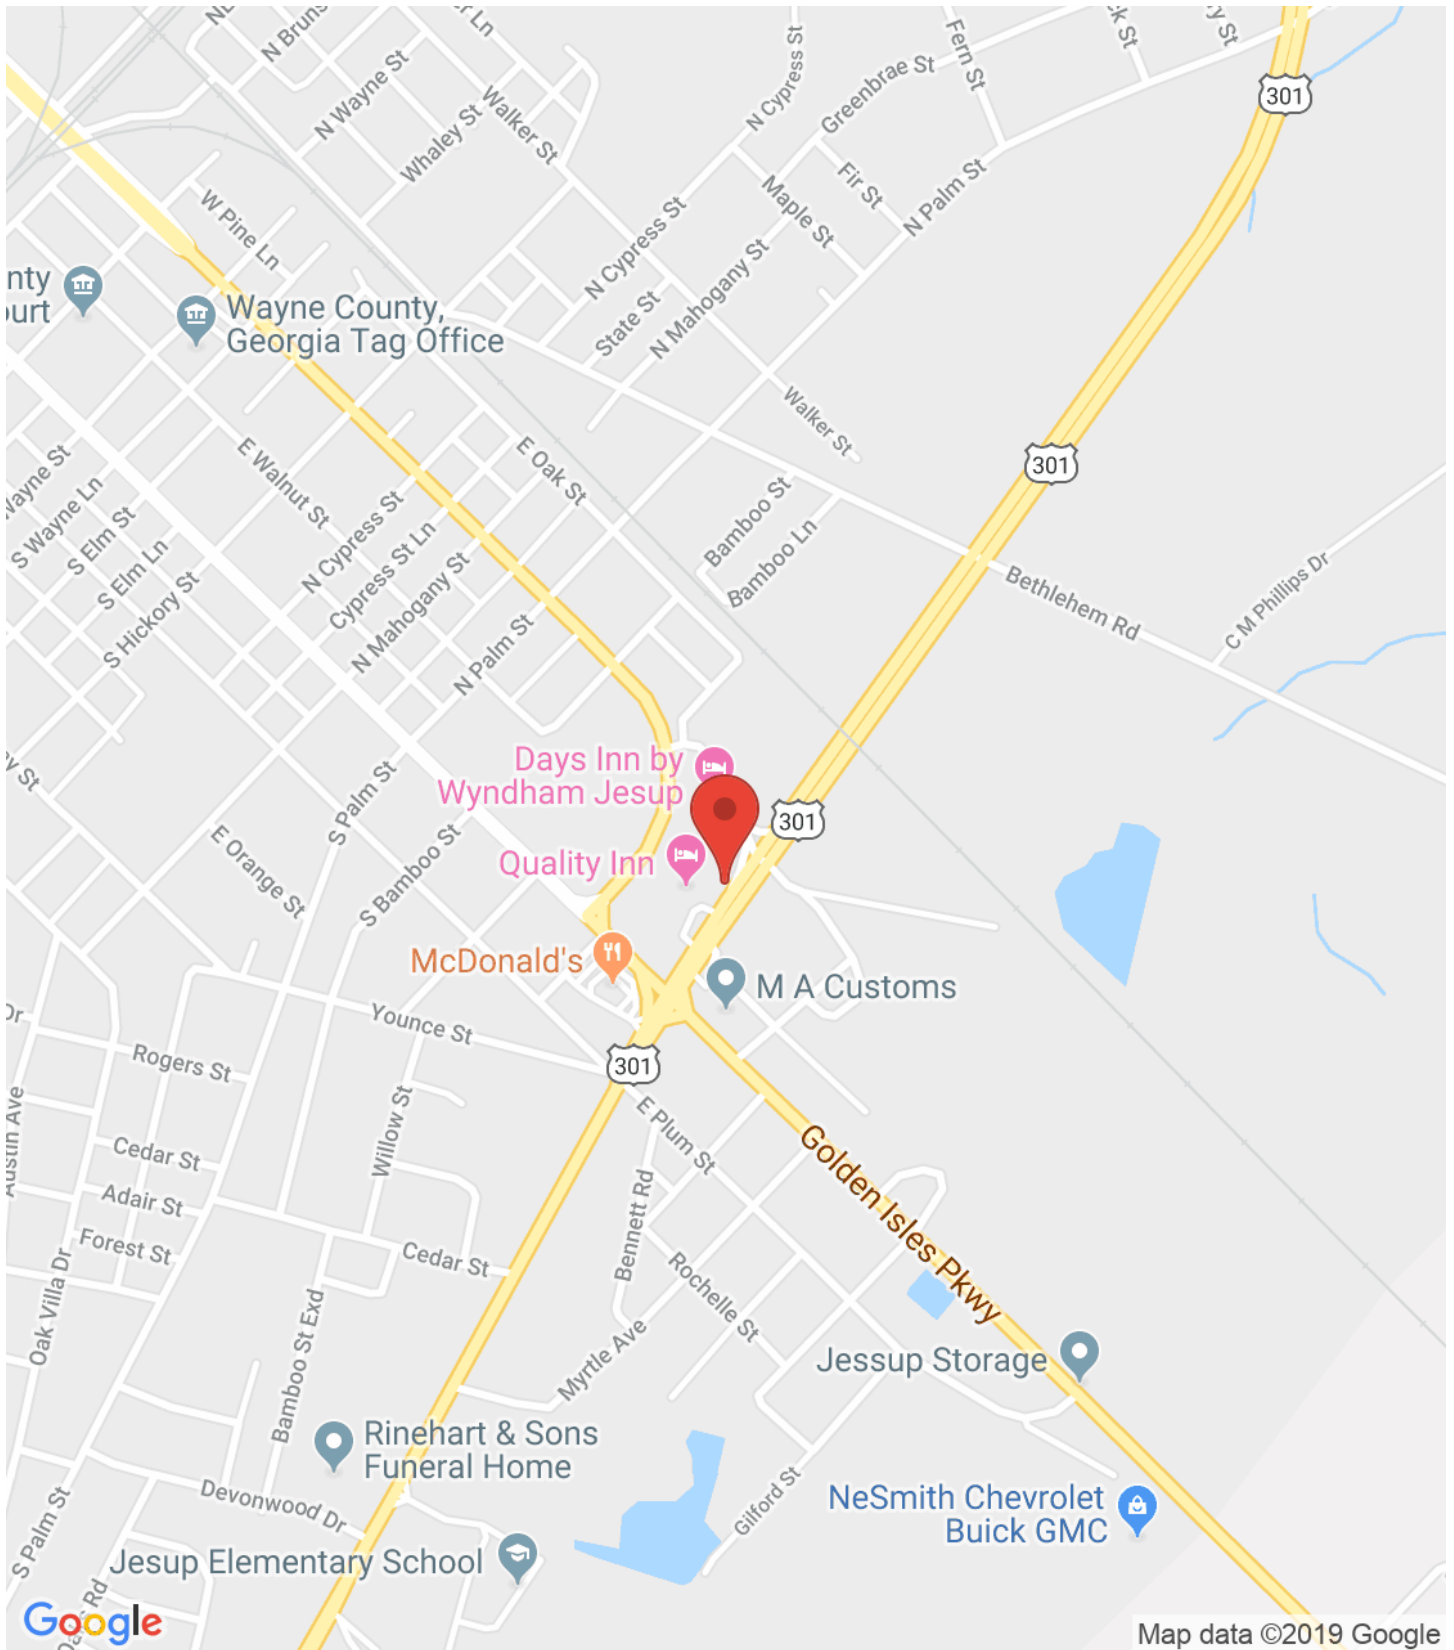 N Wayne St
Whaley St
Walker St
N Cypress St
Greenbrae St
Fern St
301
Fir St
Maple St
N Palm St
W Pine Ln
N Cypress St
State St
N Mahogany St
Wayne County,
Georgia Tag Office
Walker St
E Walnut St
E Oak St
301
S Wayne Ln
S Elm St
S Elm Ln
S Hickory St
N Cypress St
Cypress St Ln
N Mahogany St
N Palm St
Bamboo St
Bamboo Ln
Bethlehem Rd
C M Phillips Dr
Days Inn by
Wyndham Jesup
301
Quality Inn
S Palm St
E Orange St
S Bamboo St
McDonald's
M A Customs
Younce St
Rogers St
301
Austin Ave
Willow St
E Plum St
Cedar St
Adair St
Forest St
Cedar St
Bennett Rd
Golden Isles Pkwy
Oak Villa Dr
Bamboo St Exd
Rochelle St
Myrtle Ave
Jessup Storage
Rinehart & Sons
Funeral Home
Gilford St
NeSmith Chevrolet
Buick GMC
S Palm St
Devonwood Dr
Jesup Elementary School
Google
Map data ©2019 Google